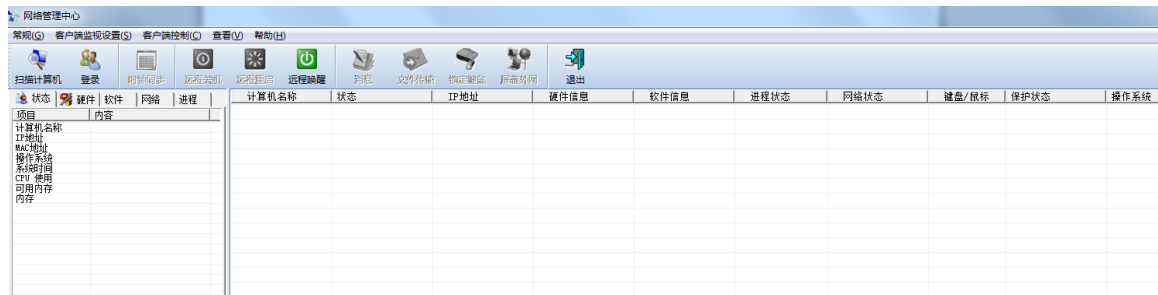 网络管理中心
常规(G) 客户端监视设置(S) 客户端控制(C) 查看(V) 帮助(H)
扫描计算机 登录 时钟同步 远程关机 远程重启 远程唤醒 消息 文件传输 锁定键鼠 屏蔽外网 退出
状态 硬件 软件 网络 进程
计算机名称 状态 IP地址 硬件信息 软件信息 进程状态 网络状态 键盘/鼠标 保护状态 操作系统
项目 内容
计算机名称
IP地址
MAC地址
操作系统
系统时间
CPU 使用
可用内存
内存